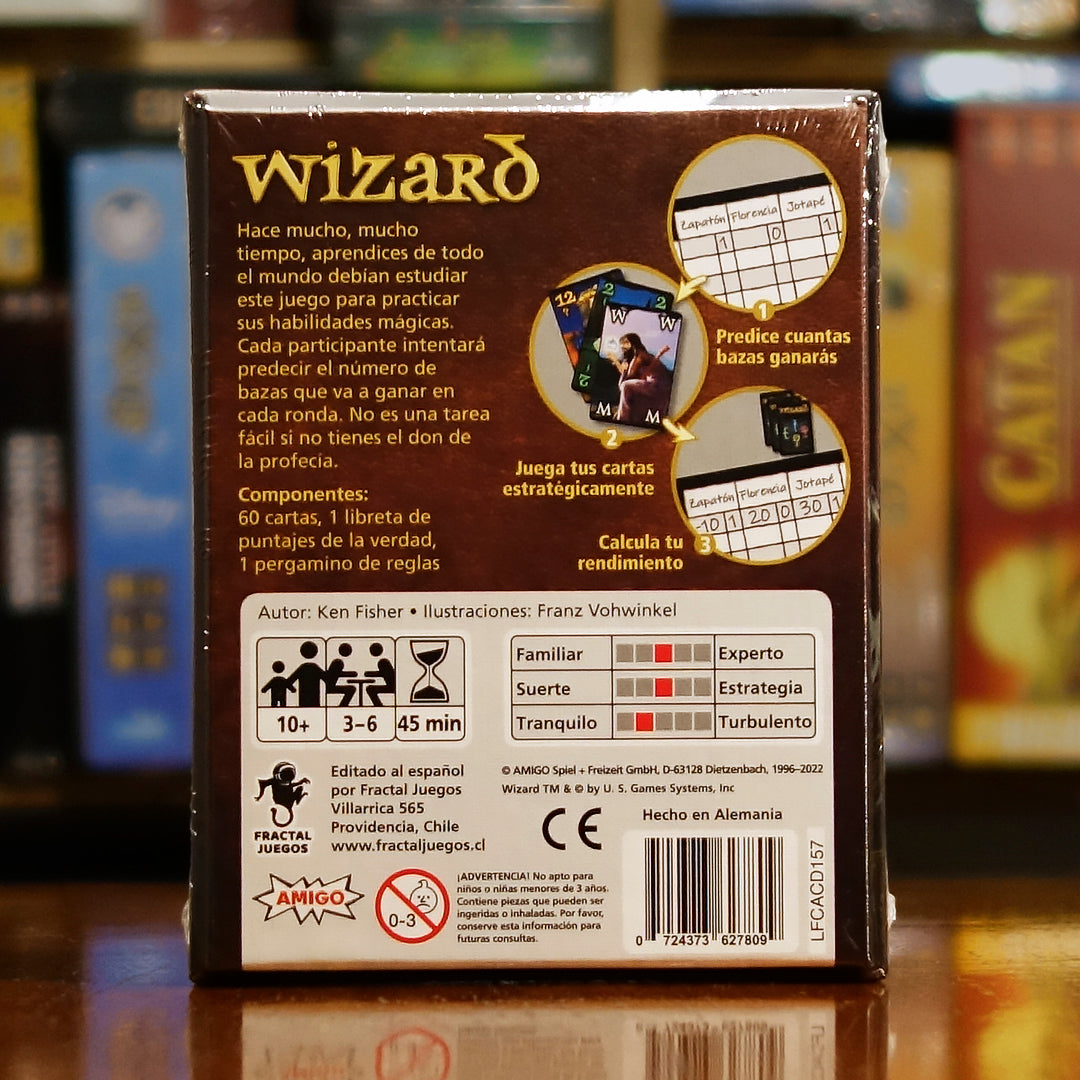 Wizard
Hace mucho, mucho
tiempo, aprendices de todo
el mundo debían estudiar
este juego para practicar
sus habilidades mágicas.
Cada participante intentará
predecir el número de
bazas que va a ganar en
cada ronda. No es una tarea
fácil si no tienes el don de
la profecía.
Componentes:
60 cartas, 1 libreta de
puntajes de la verdad,
1 pergamino de reglas
Zapatón Florencia Jotapé
1 0 1
1
Predice cuantas
bazas ganarás
12 2 2
W W
2
W W
2
Juega tus cartas
estratégicamente
Zapatón Florencia Jotapé
-10 1 20 0 30 1
Calcula tu 3
rendimiento
Autor: Ken Fisher • Ilustraciones: Franz Vohwinkel
10+ 3–6 45 min
Familiar Experto
Suerte Estrategia
Tranquilo Turbulento
FRACTAL
JUEGOS
Editado al español
por Fractal Juegos
Villarrica 565
Providencia, Chile
www.fractaljuegos.cl
© AMIGO Spiel + Freizeit GmbH, D-63128 Dietzenbach, 1996–2022
Wizard TM & © by U. S. Games Systems, Inc
CE
Hecho en Alemania
AMIGO
0-3
¡ADVERTENCIA! No apto para
niños o niñas menores de 3 años.
Contiene piezas que pueden ser
ingeridas o inhaladas. Por favor,
conserve esta información para
futuras consultas.
0 724373 627809
LFCACD157
CATAN